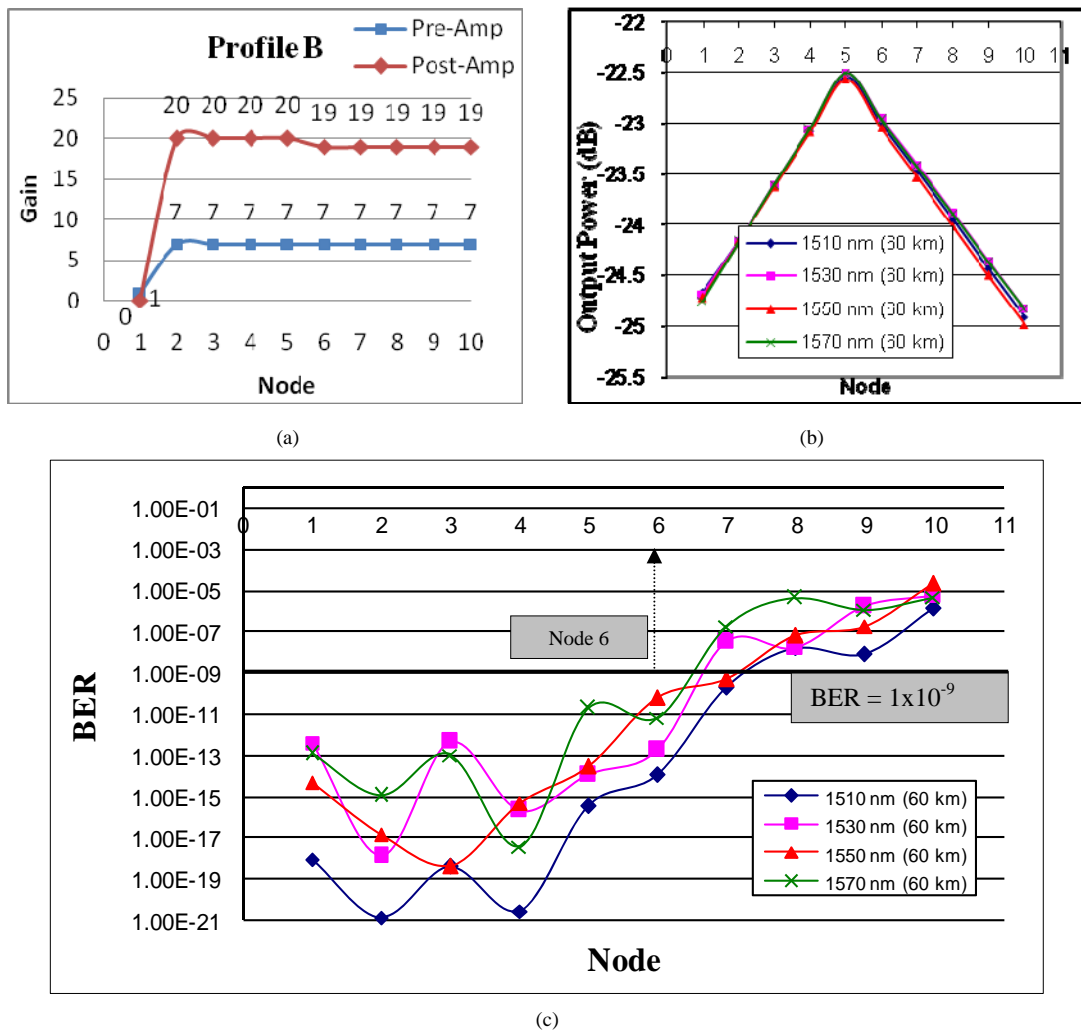 Profile B
Pre-Amp
Post-Amp
25
20
15
10
5
0
Gain
20 20 20 20 19 19 19 19 19
7 7 7 7 7 7 7 7 7
0 1
0 1 2 3 4 5 6 7 8 9 10
Node
(a)
-22
-22.5
-23
-23.5
-24
-24.5
-25
-25.5
Output Power (dB)
0 1 2 3 4 5 6 7 8 9 10 11
1510 nm (30 km)
1530 nm (30 km)
1550 nm (30 km)
1570 nm (30 km)
Node
(b)
1.00E-01
1.00E-03
1.00E-05
1.00E-07
1.00E-09
1.00E-11
1.00E-13
1.00E-15
1.00E-17
1.00E-19
1.00E-21
BER
0 1 2 3 4 5 6 7 8 9 10 11
Node 6
BER = 1x10⁻⁹
1510 nm (60 km)
1530 nm (60 km)
1550 nm (60 km)
1570 nm (60 km)
Node
(c)